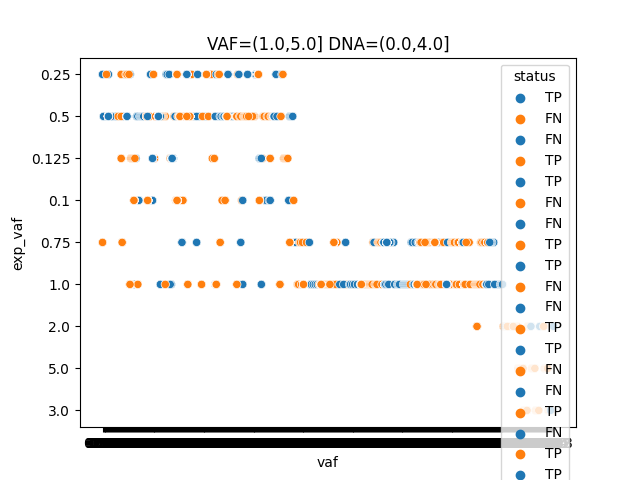 VAF=(1.0,5.0] DNA=(0.0,4.0]
status
TP
FN
FN
TP
TP
FN
FN
TP
TP
FN
FN
TP
TP
FN
FN
TP
FN
TP
TP
0.25
0.5
0.125
0.1
0.75
1.0
2.0
5.0
3.0
exp_vaf
vaf